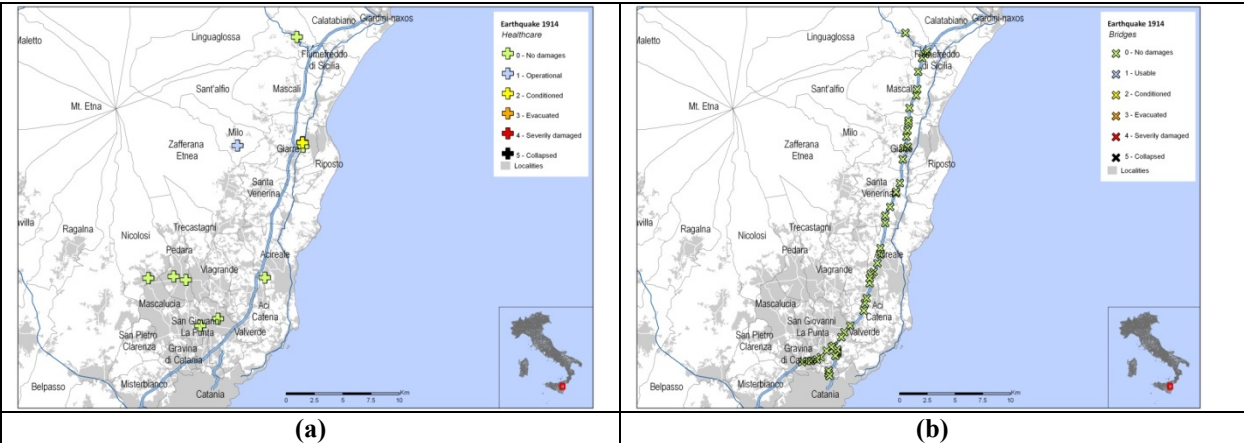 Earthquake 1914
Healthcare
0 - No damages
1 - Operational
2 - Conditioned
3 - Evacuated
4 - Severily damaged
5 - Collapsed
Localities
Maletto
Linguaglossa
Calatabiano
Giardini-naxos
Fiumefreddo
di Sicilia
Mt. Etna
Sant'alfio
Mascali
Milo
Zafferana
Etnea
Giarre
Riposto
Santa
Venerina
Ragalna
Nicolosi
Trecastagni
Pedara
Viagrande
Acireale
Mascalucia
Aci
Catena
San Giovanni
La Punta
San Pietro
Clarenza
Valverde
Gravina
di Catania
Belpasso
Misterbianco
Catania
0 2.5 5 7.5 10 Km
(a)
Earthquake 1914
Bridges
0 - No damages
1 - Usable
2 - Conditioned
3 - Evacuated
4 - Severily damaged
5 - Collapsed
Localities
Maletto
Linguaglossa
Calatabiano
Giardini-naxos
Fiumefreddo
di Sicilia
Mt. Etna
Sant'alfio
Mascali
Milo
Zafferana
Etnea
Giarre
Riposto
Santa
Venerina
Ragalna
Nicolosi
Trecastagni
Pedara
Viagrande
Acireale
Mascalucia
Aci
Catena
San Giovanni
La Punta
San Pietro
Clarenza
Valverde
Gravina
di Catania
Belpasso
Misterbianco
Catania
0 2.5 5 7.5 10 Km
(b)